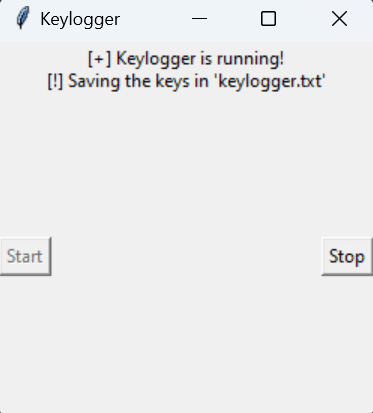 Keylogger
[+] Keylogger is running!
[!] Saving the keys in 'keylogger.txt'
Start
Stop